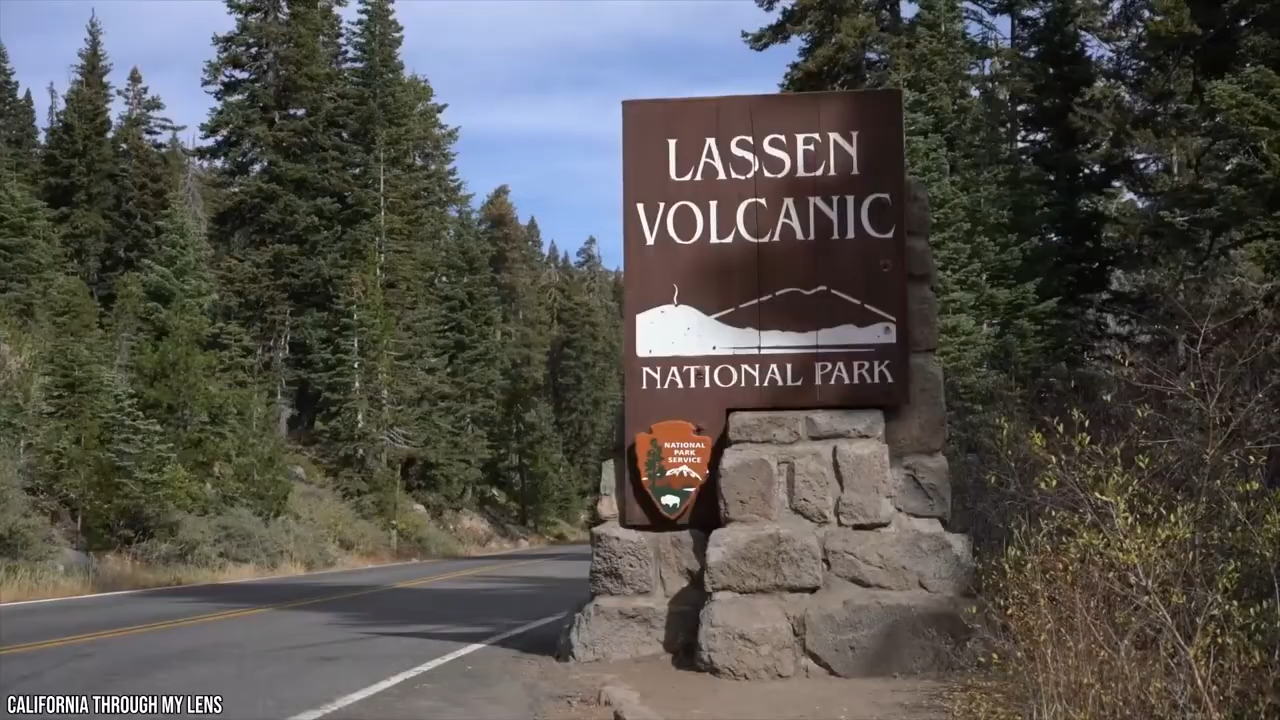 LASSEN
VOLCANIC
NATIONAL PARK
NATIONAL
PARK
SERVICE
CALIFORNIA THROUGH MY LENS